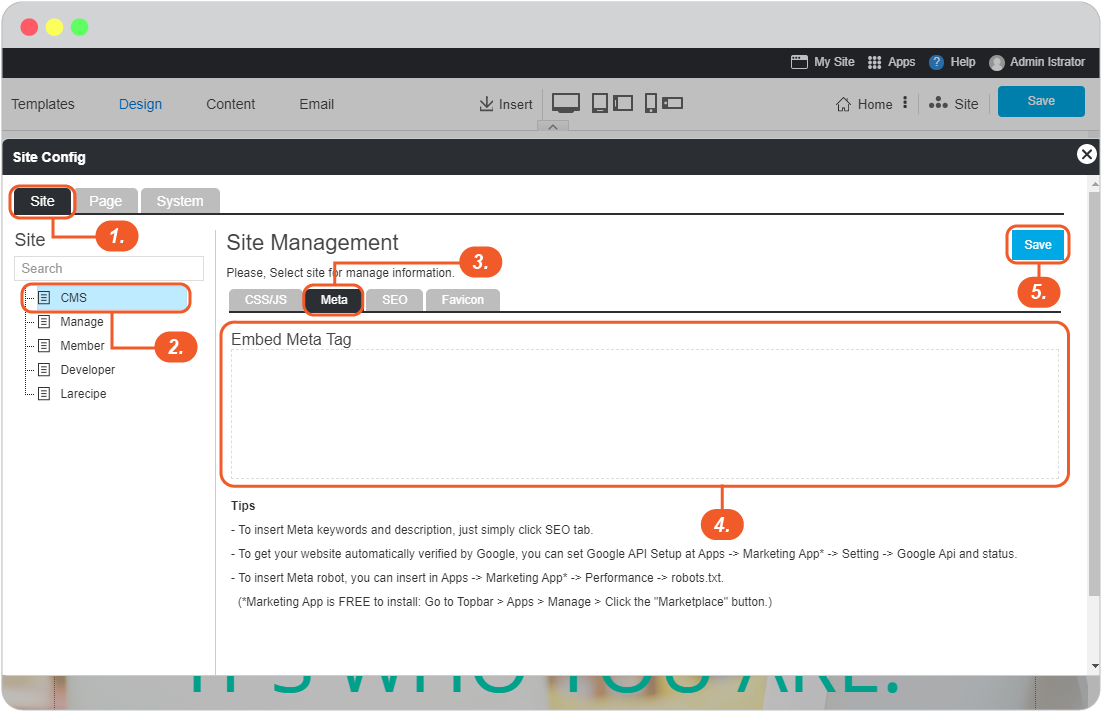 My Site Apps ? Help Admin Istrator
Templates Design Content Email Insert Home Site Save
Site Config
Site Page System
1.
Site
Search
CMS
Manage
2.
Member
Developer
Larecipe
Site Management
Save
3.
Please, Select site for manage information.
5.
CSS/JS Meta SEO Favicon
Embed Meta Tag
Tips
4.
- To insert Meta keywords and description, just simply click SEO tab.
- To get your website automatically verified by Google, you can set Google API Setup at Apps -> Marketing App* -> Setting -> Google Api and status.
- To insert Meta robot, you can insert in Apps -> Marketing App* -> Performance -> robots.txt.
(*Marketing App is FREE to install: Go to Topbar > Apps > Manage > Click the "Marketplace" button.)
IT'S WHO YOU ARE.